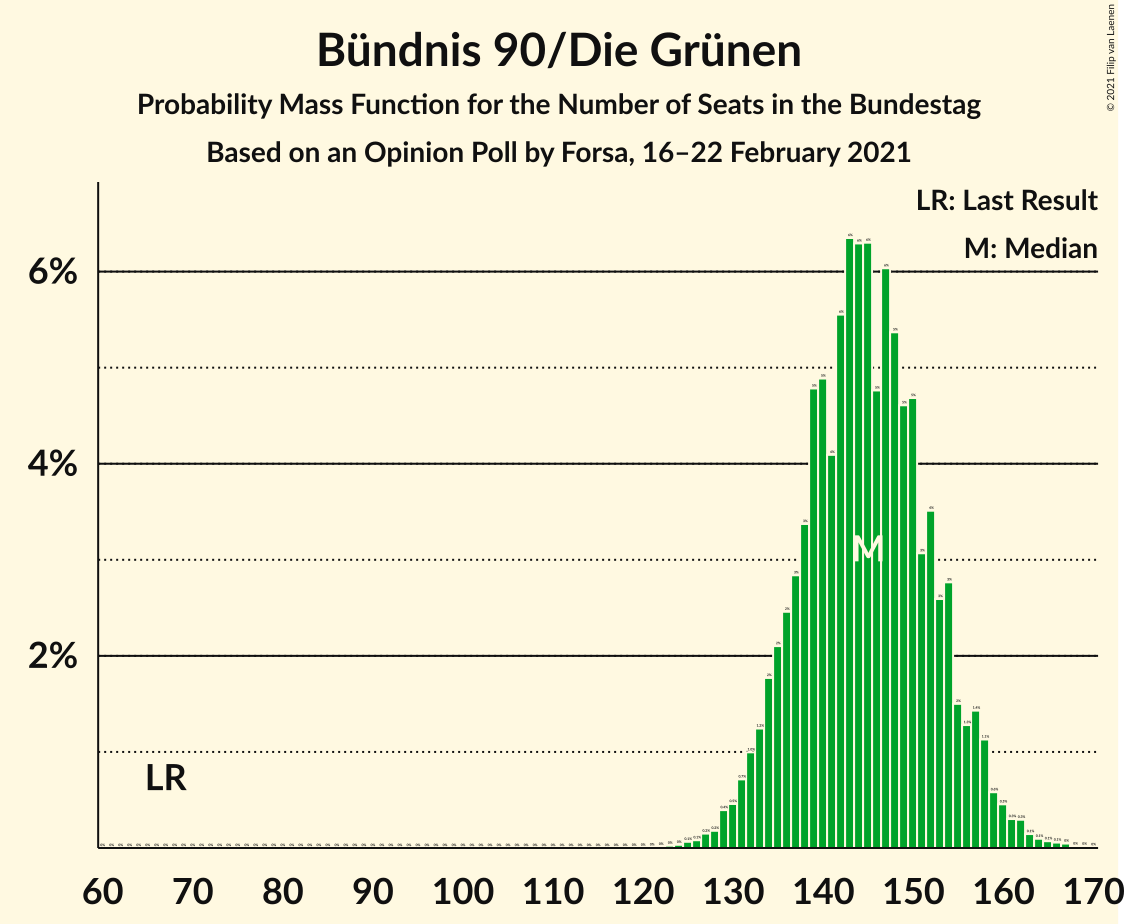 Bündnis 90/Die Grünen
Probability Mass Function for the Number of Seats in the Bundestag
Based on an Opinion Poll by Forsa, 16–22 February 2021
© 2021 Filip van Laenen
LR: Last Result
M: Median
6%
4%
2%
LR
M
60 70 80 90 100 110 120 130 140 150 160 170